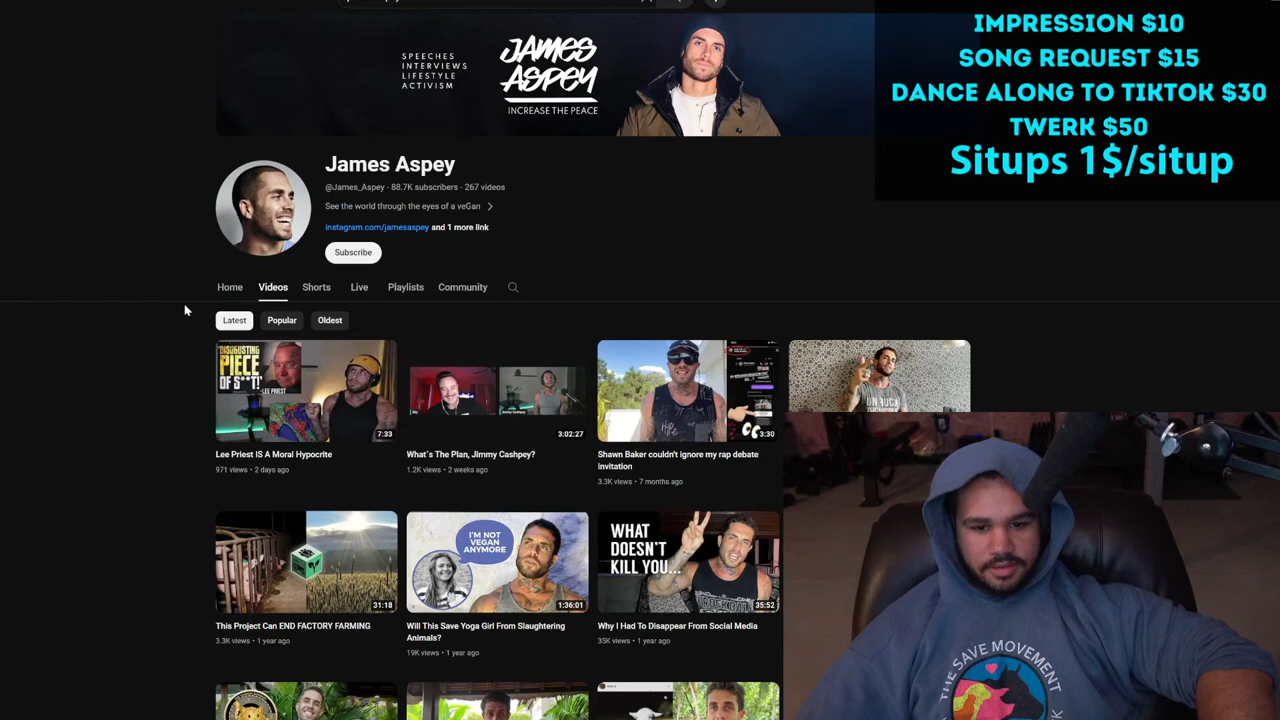 IMPRESSION $10
SONG REQUEST $15
DANCE ALONG TO TIKTOK $30
TWERK $50
Situps 1$/situp
SPEECHES
INTERVIEWS
LIFESTYLE
ACTIVISM
JAMES
ASPEY
INCREASE THE PEACE
James Aspey
@James_Aspey · 88.7K subscribers · 267 videos
See the world through the eyes of a veGan
instagram.com/jamesaspey and 1 more link
Subscribe
Home Videos Shorts Live Playlists Community
Latest Popular Oldest
DISGUSTING
PIECE
OF S**T!
LEE PRIEST
7:33
3:02:27
3:30
Lee Priest IS A Moral Hypocrite
971 views • 2 days ago
What´s The Plan, Jimmy Cashpey?
1.2K views • 2 weeks ago
Shawn Baker couldn't ignore my rap debate
invitation
3.3K views • 7 months ago
31:18
I'M NOT
VEGAN
ANYMORE
1:36:01
WHAT
DOESN'T
KILL YOU...
35:52
This Project Can END FACTORY FARMING
3.3K views • 1 year ago
Will This Save Yoga Girl From Slaughtering
Animals?
19K views • 1 year ago
Why I Had To Disappear From Social Media
35K views • 1 year ago
THE SAVE MOVEMENT